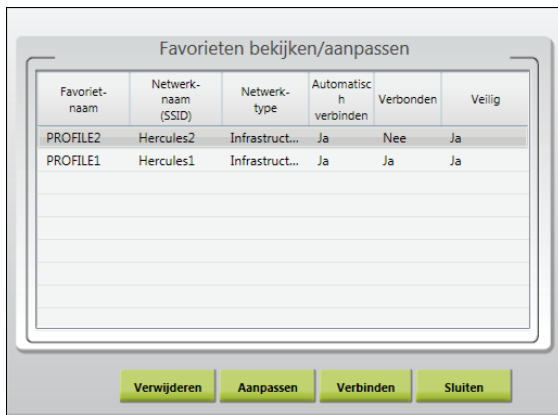 Favorieten bekijken/aanpassen
Favoriet-
naam
Netwerk-
naam
(SSID)
Netwerk-
type
Automatisc
h
verbinden
Verbonden
Veilig
PROFILE2 Hercules2 Infrastruct... Ja Nee Ja
PROFILE1 Hercules1 Infrastruct... Ja Ja Ja
Verwijderen Aanpassen Verbinden Sluiten